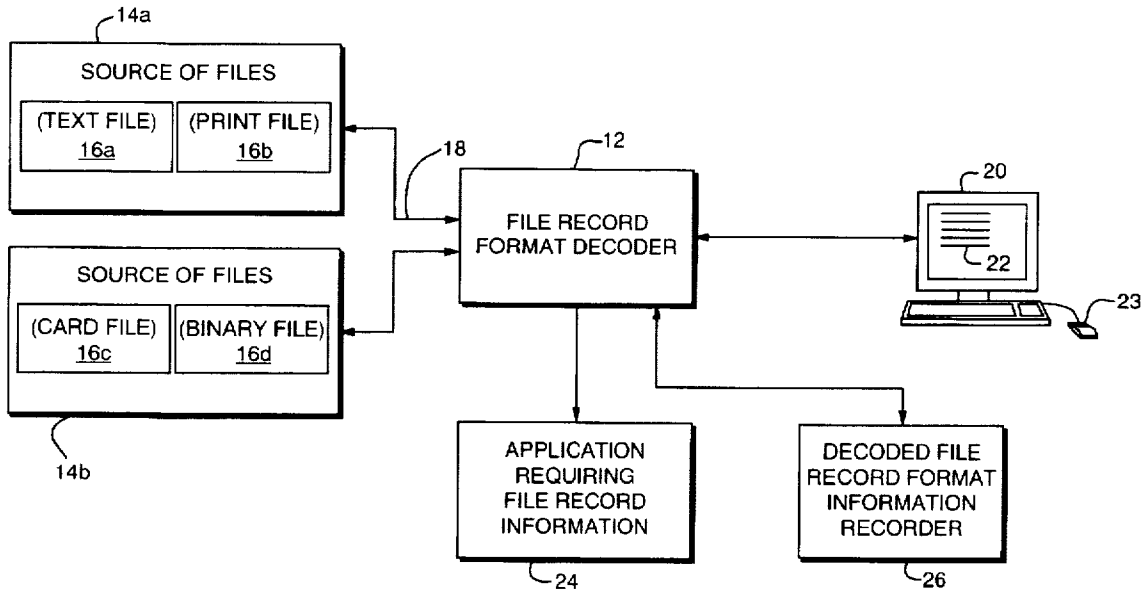 14a
SOURCE OF FILES
(TEXT FILE)
16a
(PRINT FILE)
16b
18
SOURCE OF FILES
(CARD FILE)
16c
(BINARY FILE)
16d
14b
12
FILE RECORD
FORMAT DECODER
20
22
23
APPLICATION
REQUIRING
FILE RECORD
INFORMATION
24
DECODED FILE
RECORD FORMAT
INFORMATION
RECORDER
26